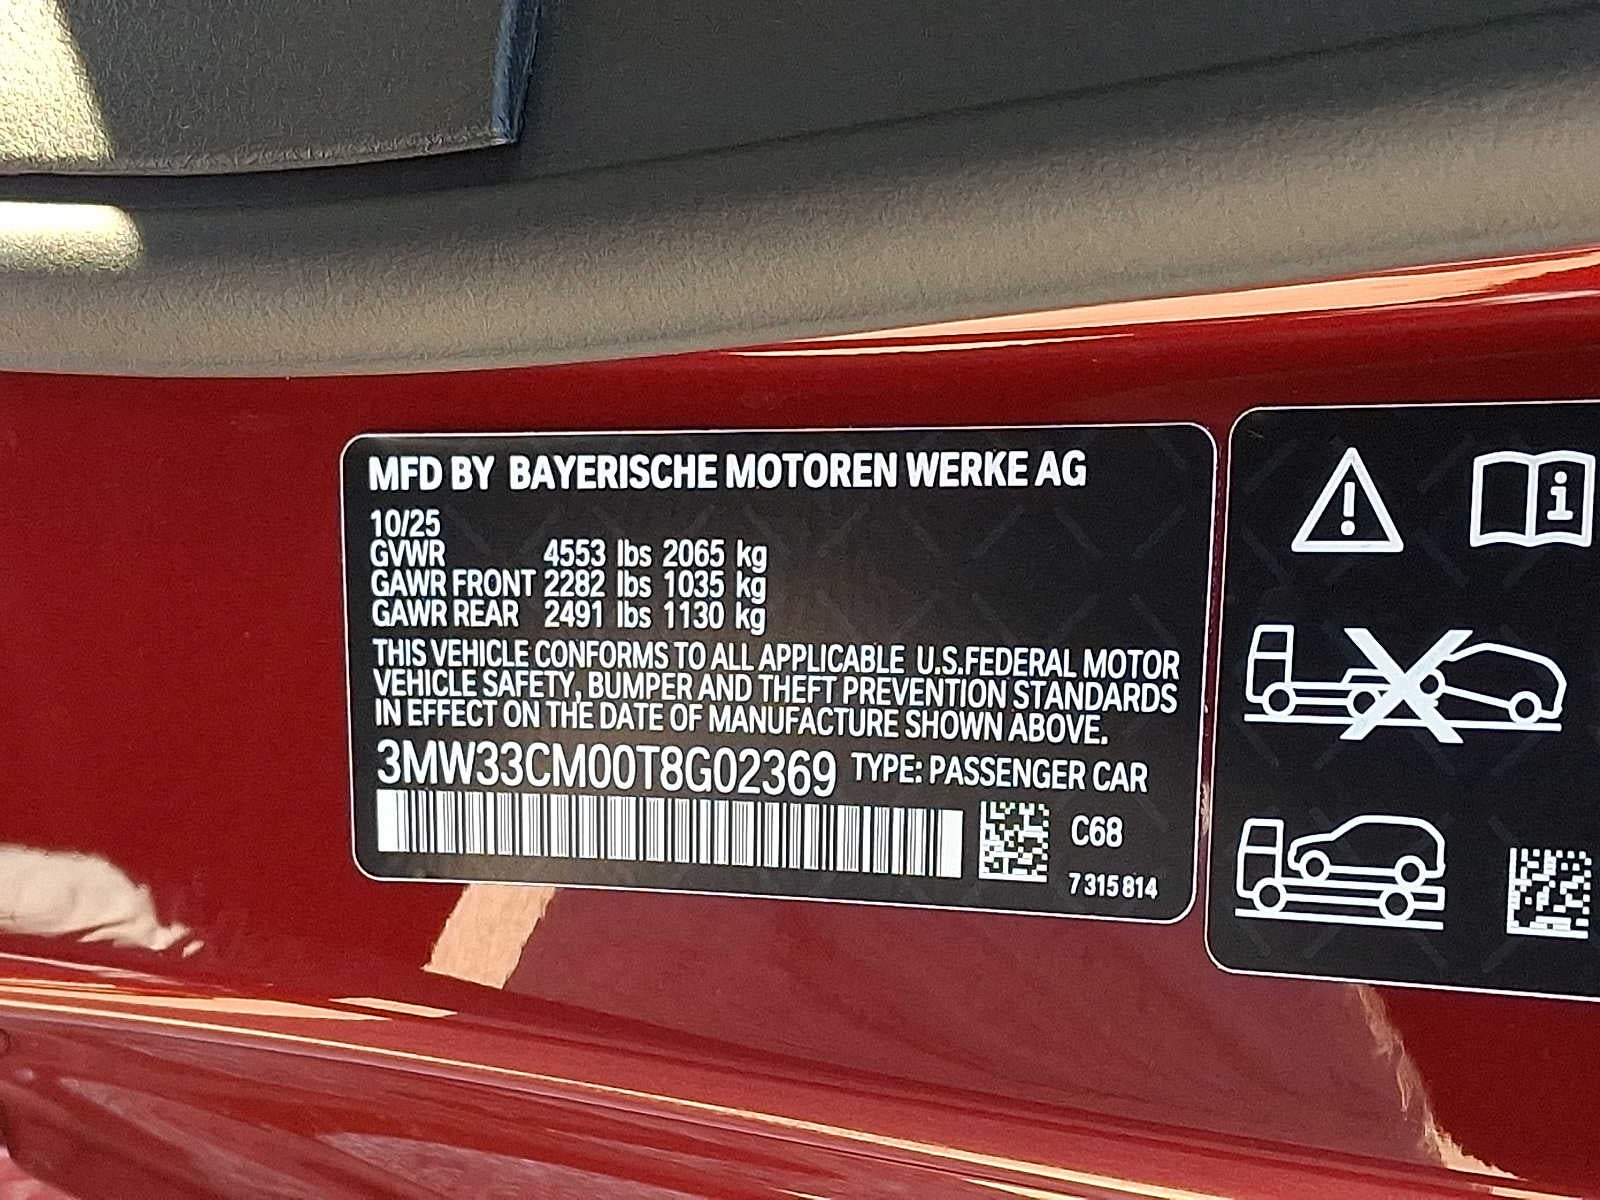 MFD BY BAYERISCHE MOTOREN WERKE AG
10/25
GVWR 4553 lbs 2065 kg
GAWR FRONT 2282 lbs 1035 kg
GAWR REAR 2491 lbs 1130 kg
THIS VEHICLE CONFORMS TO ALL APPLICABLE U.S.FEDERAL MOTOR
VEHICLE SAFETY, BUMPER AND THEFT PREVENTION STANDARDS
IN EFFECT ON THE DATE OF MANUFACTURE SHOWN ABOVE.
3MW33CM00T8G02369 TYPE: PASSENGER CAR
C68
7 315 814